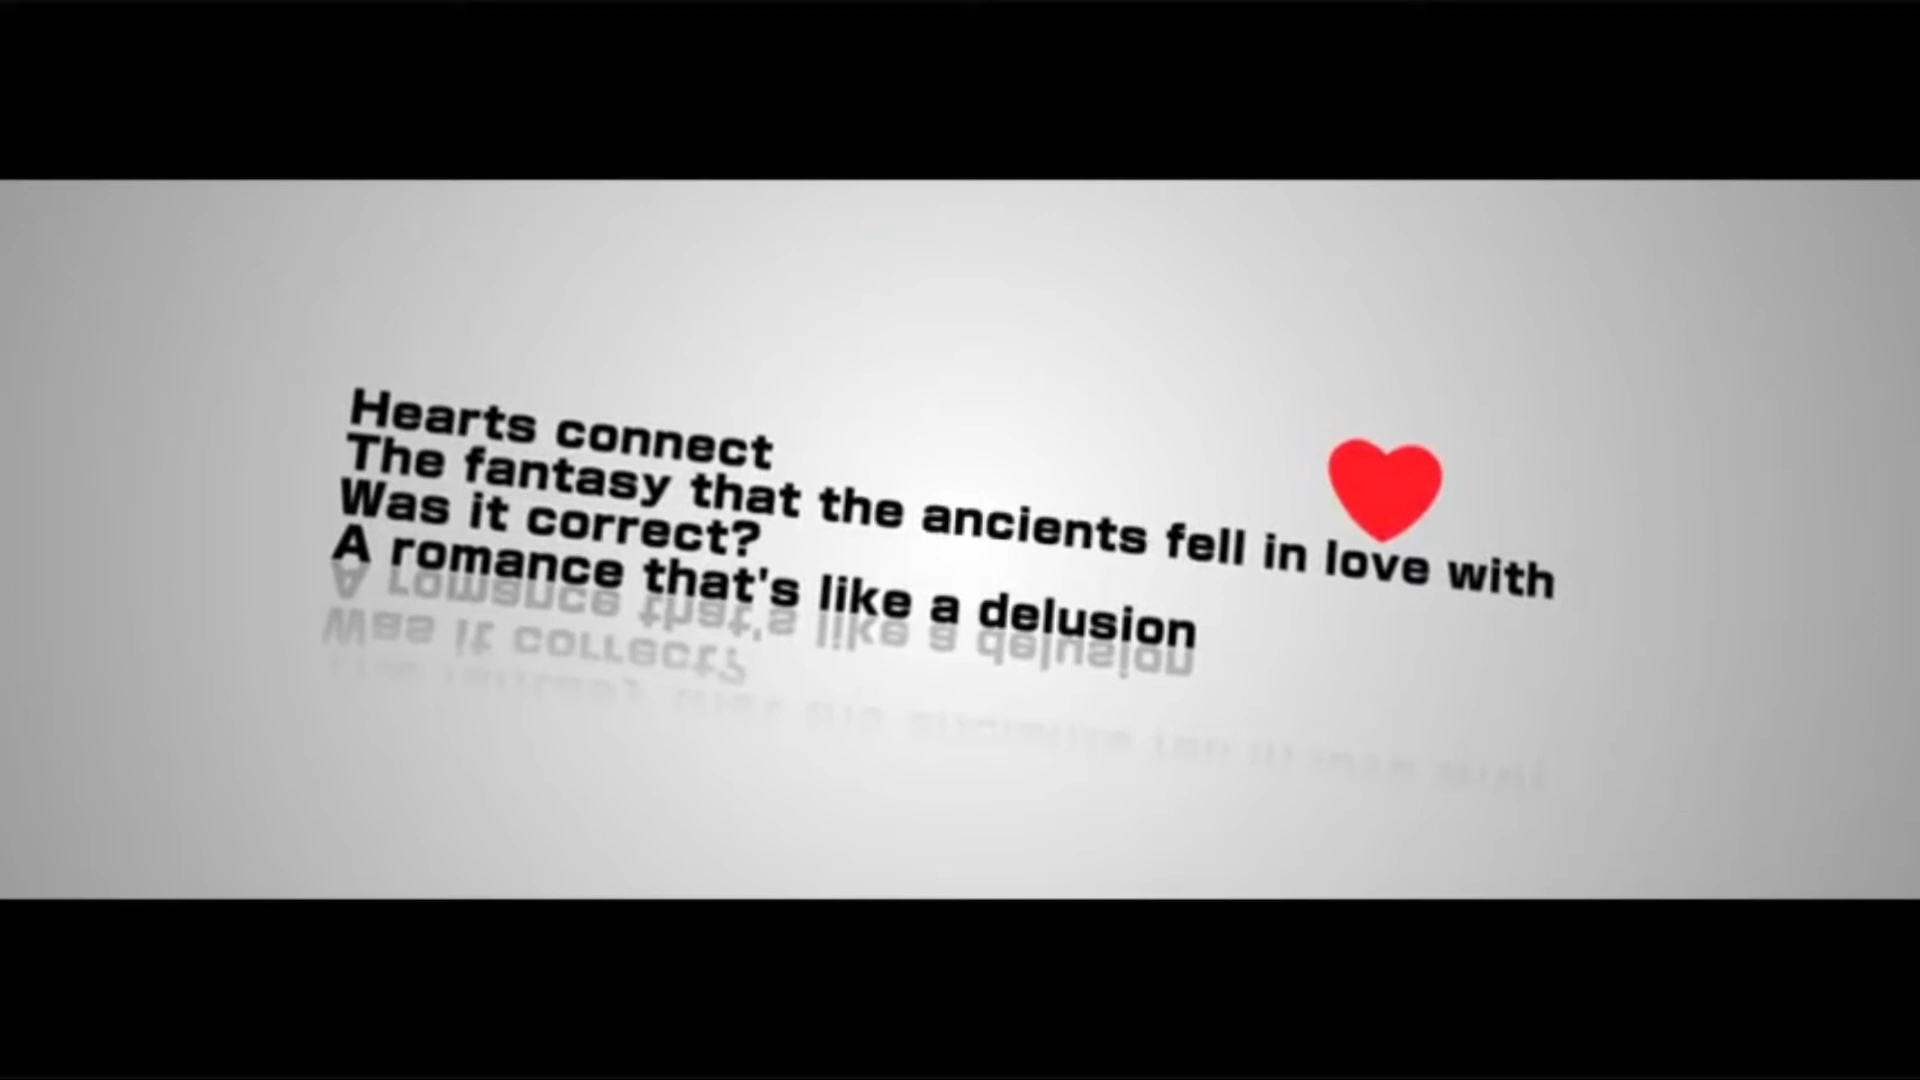 Hearts connect
The fantasy that the ancients fell in love with
Was it correct?
A romance that's like a delusion